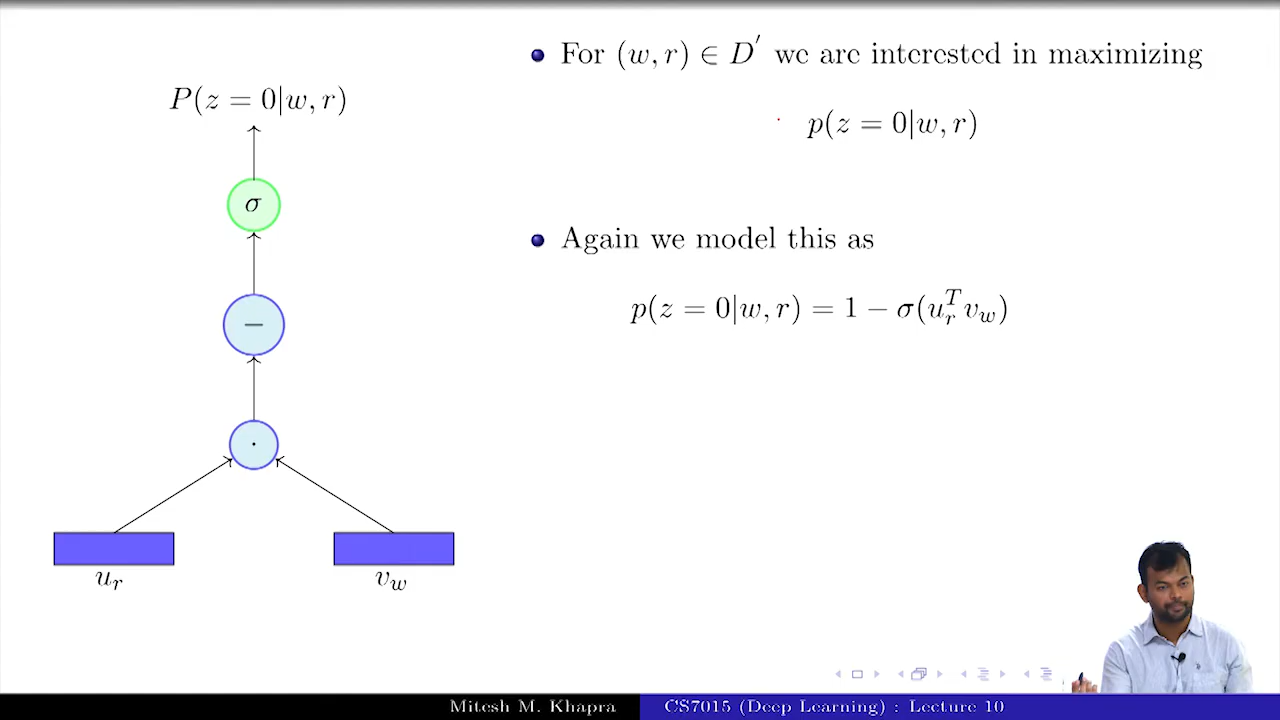 P(z = 0|w, r)
σ
−
·
u_r
v_w
For (w, r) ∈ D′ we are interested in maximizing
p(z = 0|w, r)
Again we model this as
p(z = 0|w, r) = 1 − σ(u_r^T v_w)
Mitesh M. Khapra
CS7015 (Deep Learning) : Lecture 10